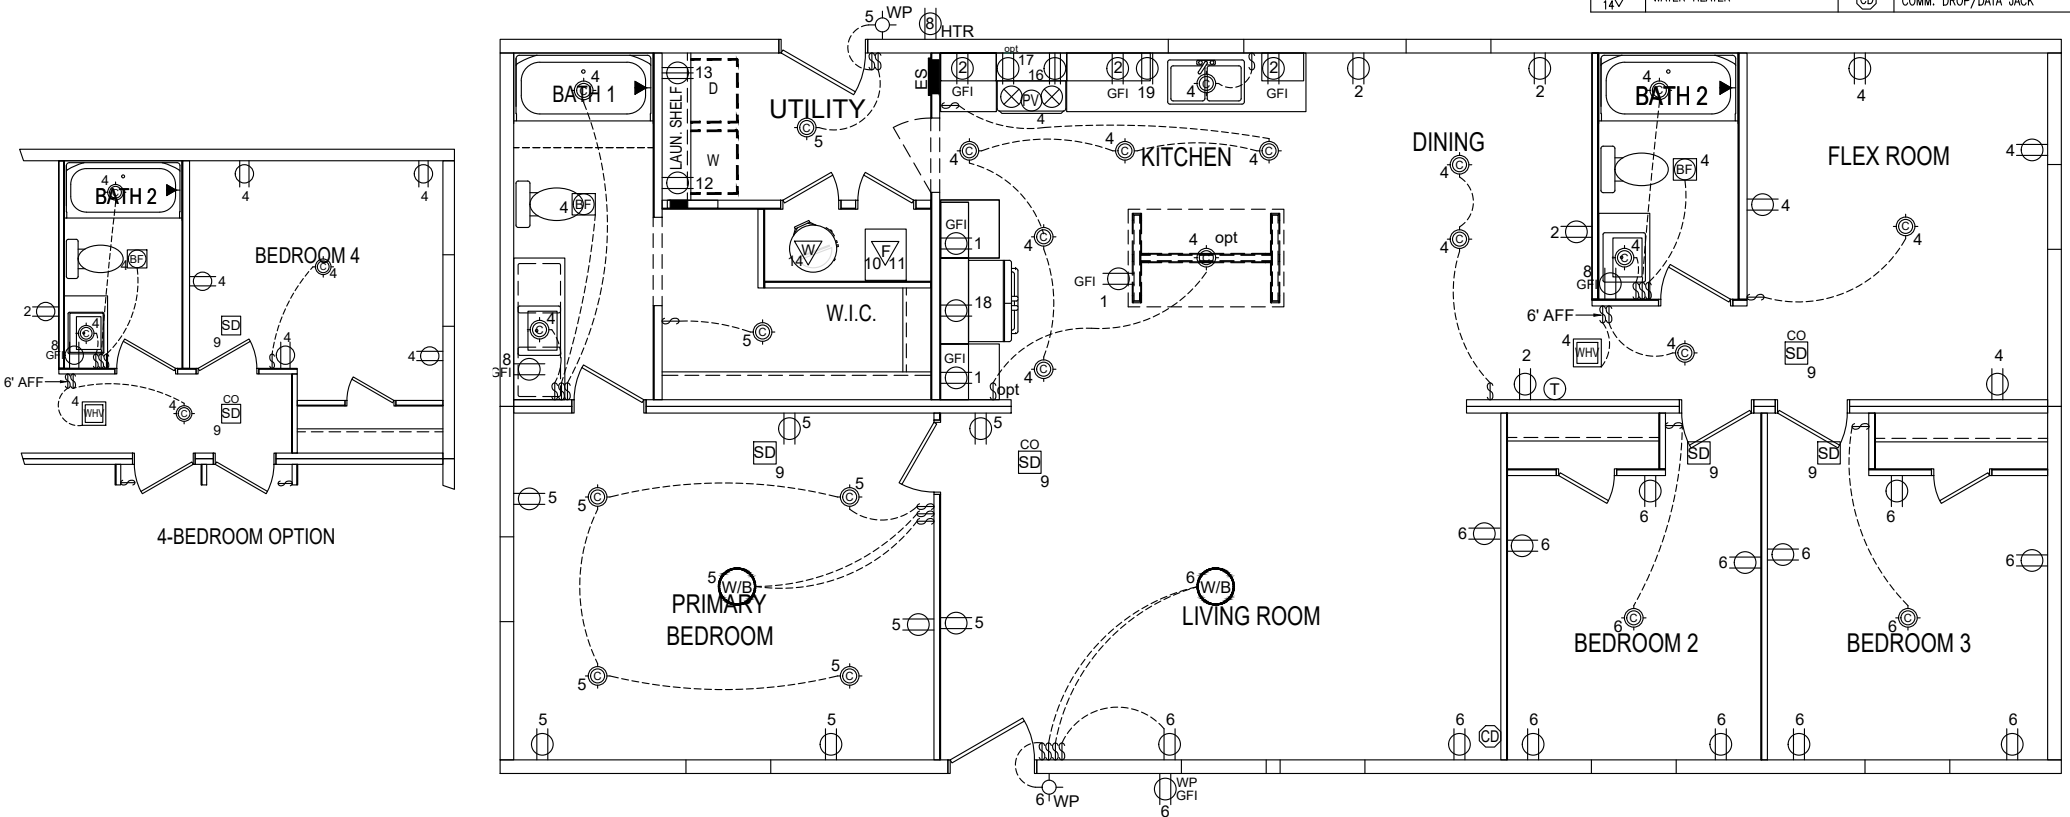 14
CD
COMM. DROP/DATA JACK
5 WP
8 HTR
BATH 1
4
LAUN. SHELF
13
D
W
12
UTILITY
5
ES
2
GFI
opt
17
16
PV
4
2
GFI
19
4
2
GFI
2
2
BATH 2
4
4
FLEX ROOM
4
4
4
BF
4
2
4
8
GFI
6' AFF
4
WHV
4
CO
SD
9
2
T
4
DINING
4
4
KITCHEN
4
4
4
4
GFI
1
18
GFI
1
4
opt
4
opt
GFI
1
W
14
F
10 11
W.I.C.
5
4
BF
4
8
GFI
BATH 2
4
4
4
BEDROOM 4
4
4
BF
4
2
4
8
GFI
SD
9
4
4
6' AFF
4
WHV
4
CO
SD
9
4-BEDROOM OPTION
5
SD
9
5
5
5
5
W/B
PRIMARY
BEDROOM
5
5
5
5
5
5
5
CO
SD
9
6
W/B
LIVING ROOM
6
6
CD
6 WP
WP
GFI
6
6
SD
9
6
6
6
6
BEDROOM 2
6
6
SD
9
6
6
6
6
BEDROOM 3
6
6